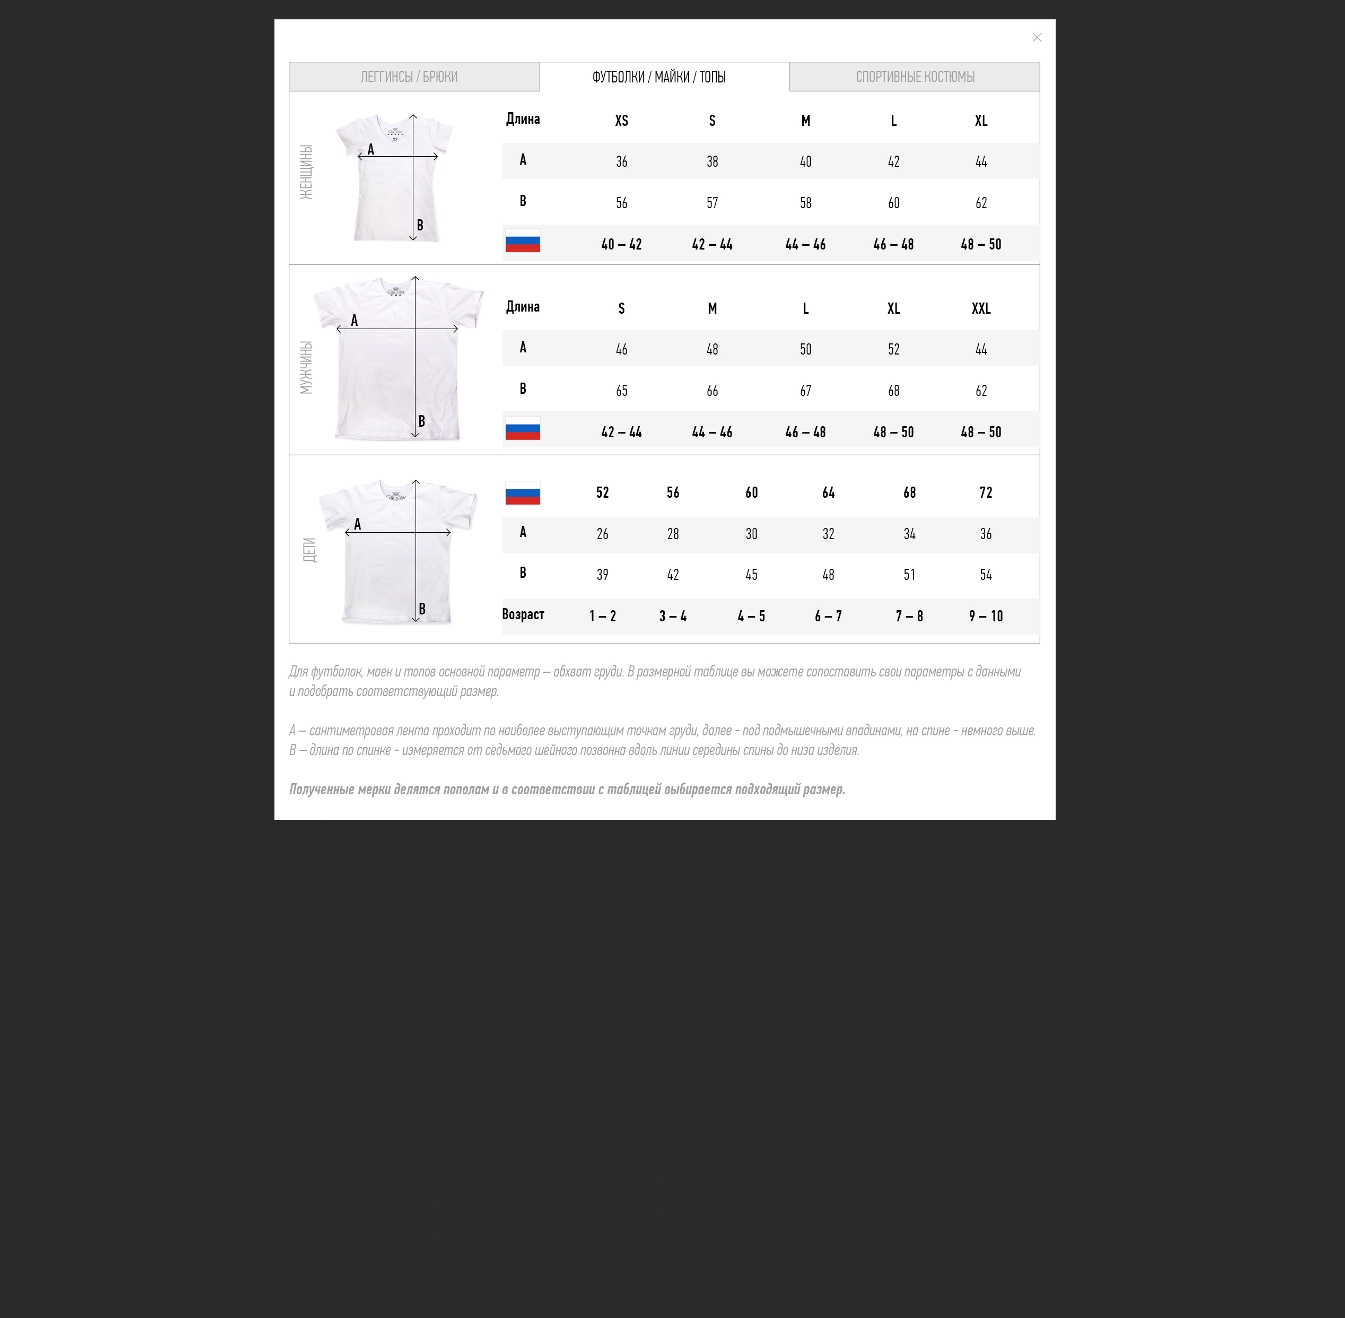 ЛЕГГИНСЫ / БРЮКИ
ФУТБОЛКИ / МАЙКИ / ТОПЫ
СПОРТИВНЫЕ КОСТЮМЫ
ЖЕНЩИНЫ
A
B
Длина XS S M L XL
A 36 38 40 42 44
B 56 57 58 60 62
40 – 42 42 – 44 44 – 46 46 – 48 48 – 50
МУЖЧИНЫ
A
B
Длина S M L XL XXL
A 46 48 50 52 44
B 65 66 67 68 62
42 – 44 44 – 46 46 – 48 48 – 50 48 – 50
ДЕТИ
A
B
52 56 60 64 68 72
A 26 28 30 32 34 36
B 39 42 45 48 51 54
Возраст 1 – 2 3 – 4 4 – 5 6 – 7 7 – 8 9 – 10
Для футболок, маек и топов основной параметр – обхват груди. В размерной таблице вы можете сопоставить свои параметры с данными
и подобрать соответствующий размер.
A – сантиметровая лента проходит по наиболее выступающим точкам груди, далее - под подмышечными впадинами, но спине - немного выше.
B – длина по спинке - измеряется от седьмого шейного позвонка вдоль линии середины спины до низа изделия.
Полученные мерки делятся пополам и в соответствии с таблицей выбирается подходящий размер.